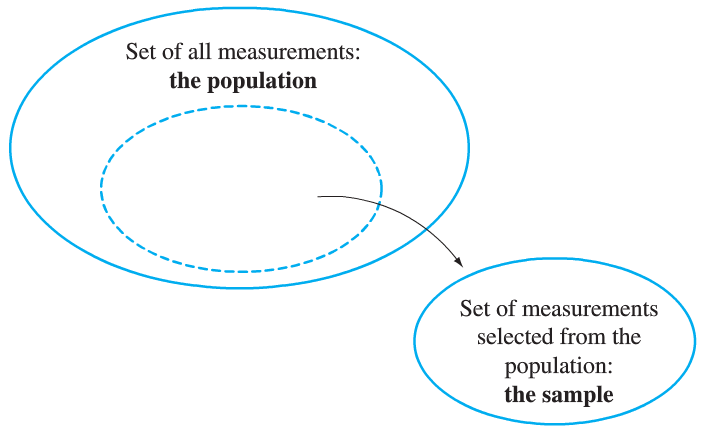 Set of all measurements:
the population
Set of measurements
selected from the
population:
the sample